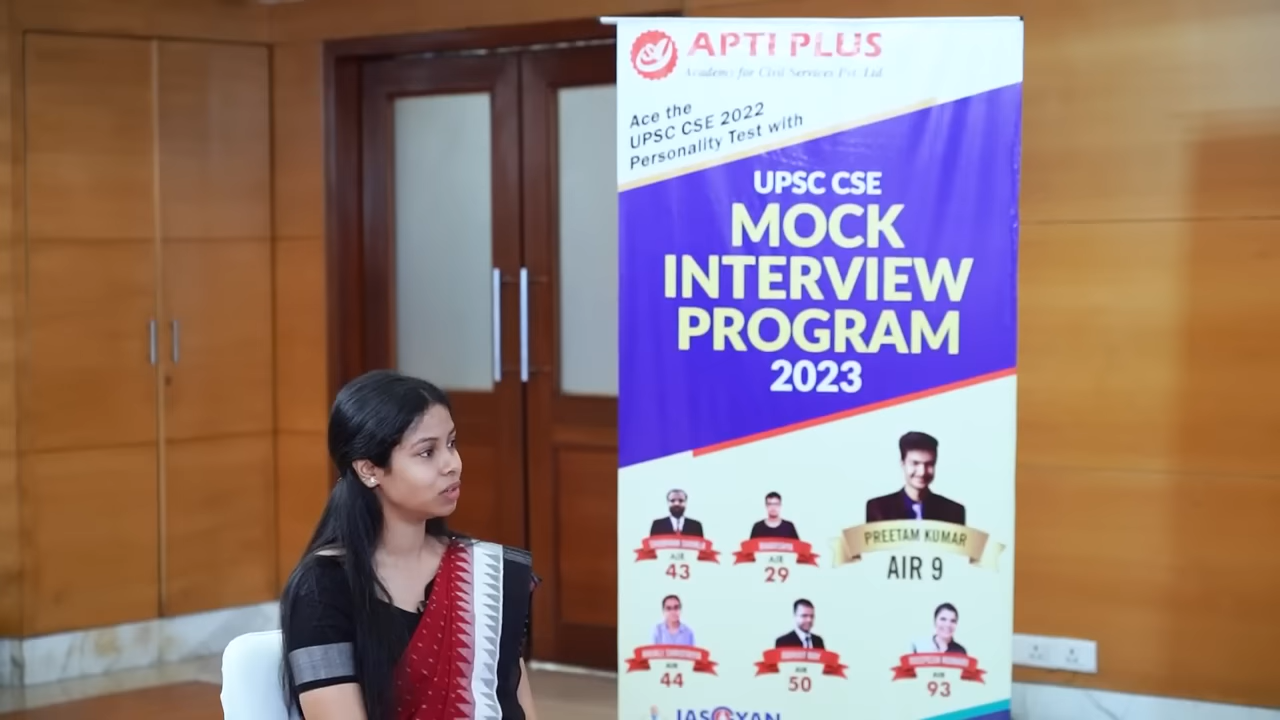 APTI PLUS
Academy for Civil Services Pvt. Ltd.
Ace the
UPSC CSE 2022
Personality Test with
UPSC CSE
MOCK
INTERVIEW
PROGRAM
2023
PREETAM KUMAR
AIR 9
AIR
43
AIR
29
AIR
44
AIR
50
AIR
93
IASGYAN